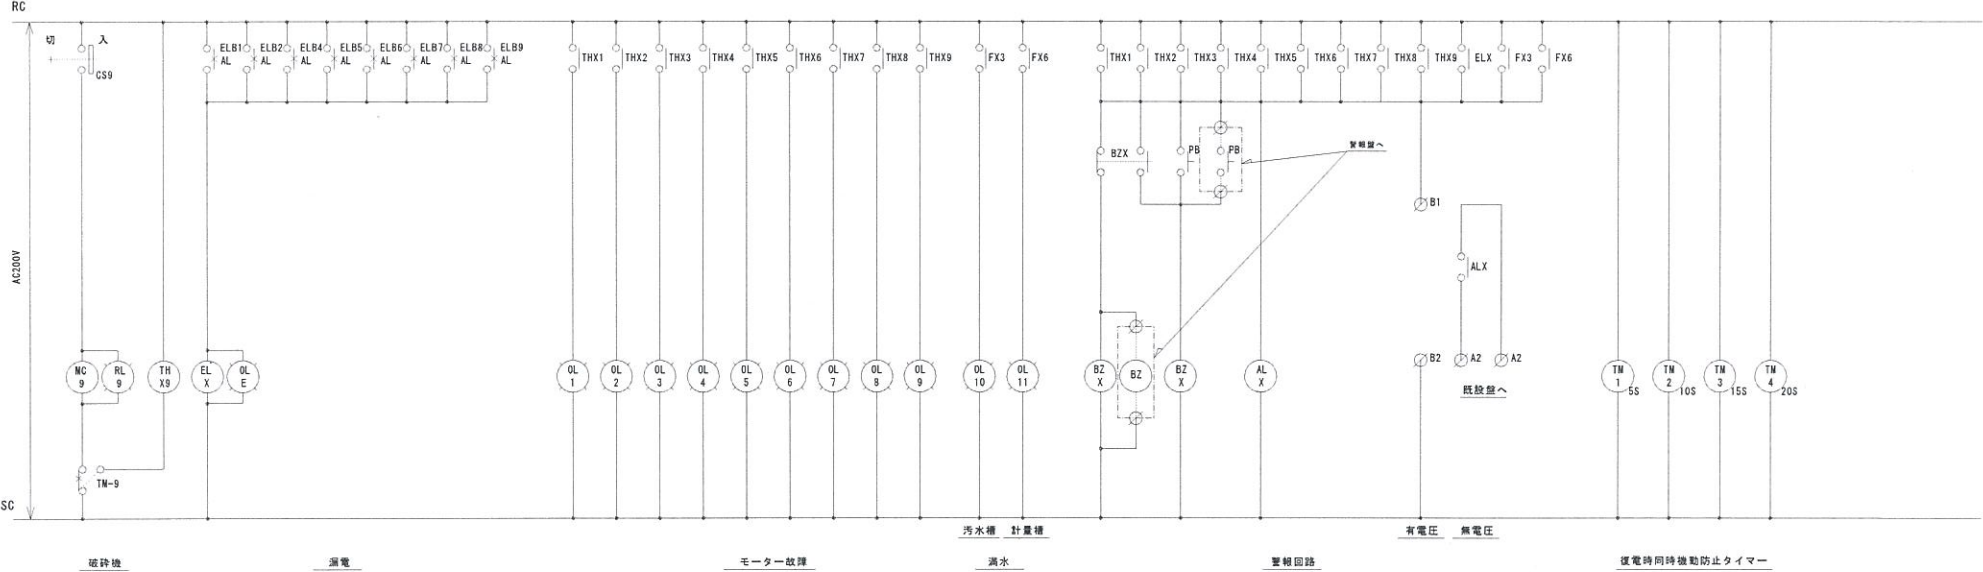 RC
切 入
CS9
ELB1 AL
ELB2 AL
ELB4 AL
ELB5 AL
ELB6 AL
ELB7 AL
ELB8 AL
ELB9 AL
THX1
THX2
THX3
THX4
THX5
THX6
THX7
THX8
THX9
FX3
FX6
THX1
THX2
THX3
THX4
THX5
THX6
THX7
THX8
THX9
ELX
FX3
FX6
BZX
PB
PB
警報盤へ
B1
ALX
AC200V
MC 9
RL 9
TH X9
EL X
OL E
OL 1
OL 2
OL 3
OL 4
OL 5
OL 6
OL 7
OL 8
OL 9
OL 10
OL 11
BZ X
BZ
BZ X
AL X
B2
A2
A2
既設盤へ
TM 1 5S
TM 2 10S
TM 3 15S
TM 4 20S
TM-9
SC
汚水槽 計量槽
有電圧 無電圧
破砕機
漏電
モーター故障
満水
警報回路
復電時同時機動防止タイマー